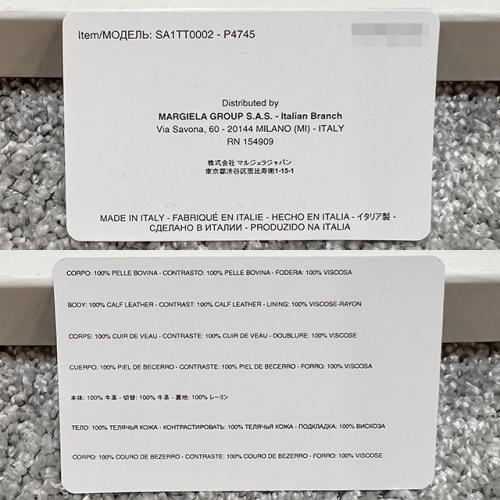 Item/МОДЕЛЬ: SA1TT0002 - P4745
Distributed by
MARGIELA GROUP S.A.S. - Italian Branch
Via Savona, 60 - 20144 MILANO (MI) - ITALY
RN 154909
株式会社 マルジェラジャパン
東京都渋谷区恵比寿南1-15-1
MADE IN ITALY - FABRIQUÉ EN ITALIE - HECHO EN ITALIA - イタリア製 -
СДЕЛАНО В ИТАЛИИ - PRODUZIDO NA ITALIA
CORPO: 100% PELLE BOVINA - CONTRASTO: 100% PELLE BOVINA - FODERA: 100% VISCOSA
BODY: 100% CALF LEATHER - CONTRAST: 100% CALF LEATHER - LINING: 100% VISCOSE-RAYON
CORPS: 100% CUIR DE VEAU - CONTRASTE: 100% CUIR DE VEAU - DOUBLURE: 100% VISCOSE
CUERPO: 100% PIEL DE BECERRO - CONTRASTE: 100% PIEL DE BECERRO - FORRO: 100% VISCOSA
本体: 100% 牛革 - 切替: 100% 牛革 - 裏地: 100% レーヨン
ТЕЛО: 100% ТЕЛЯЧЬЯ КОЖА - КОНТРАСТИРОВАТЬ: 100% ТЕЛЯЧЬЯ КОЖА - ПОДКЛАДКА: 100% ВИСКОЗА
CORPO: 100% COURO DE BEZERRO - CONTRASTE: 100% COURO DE BEZERRO - FORRO: 100% VISCOSE